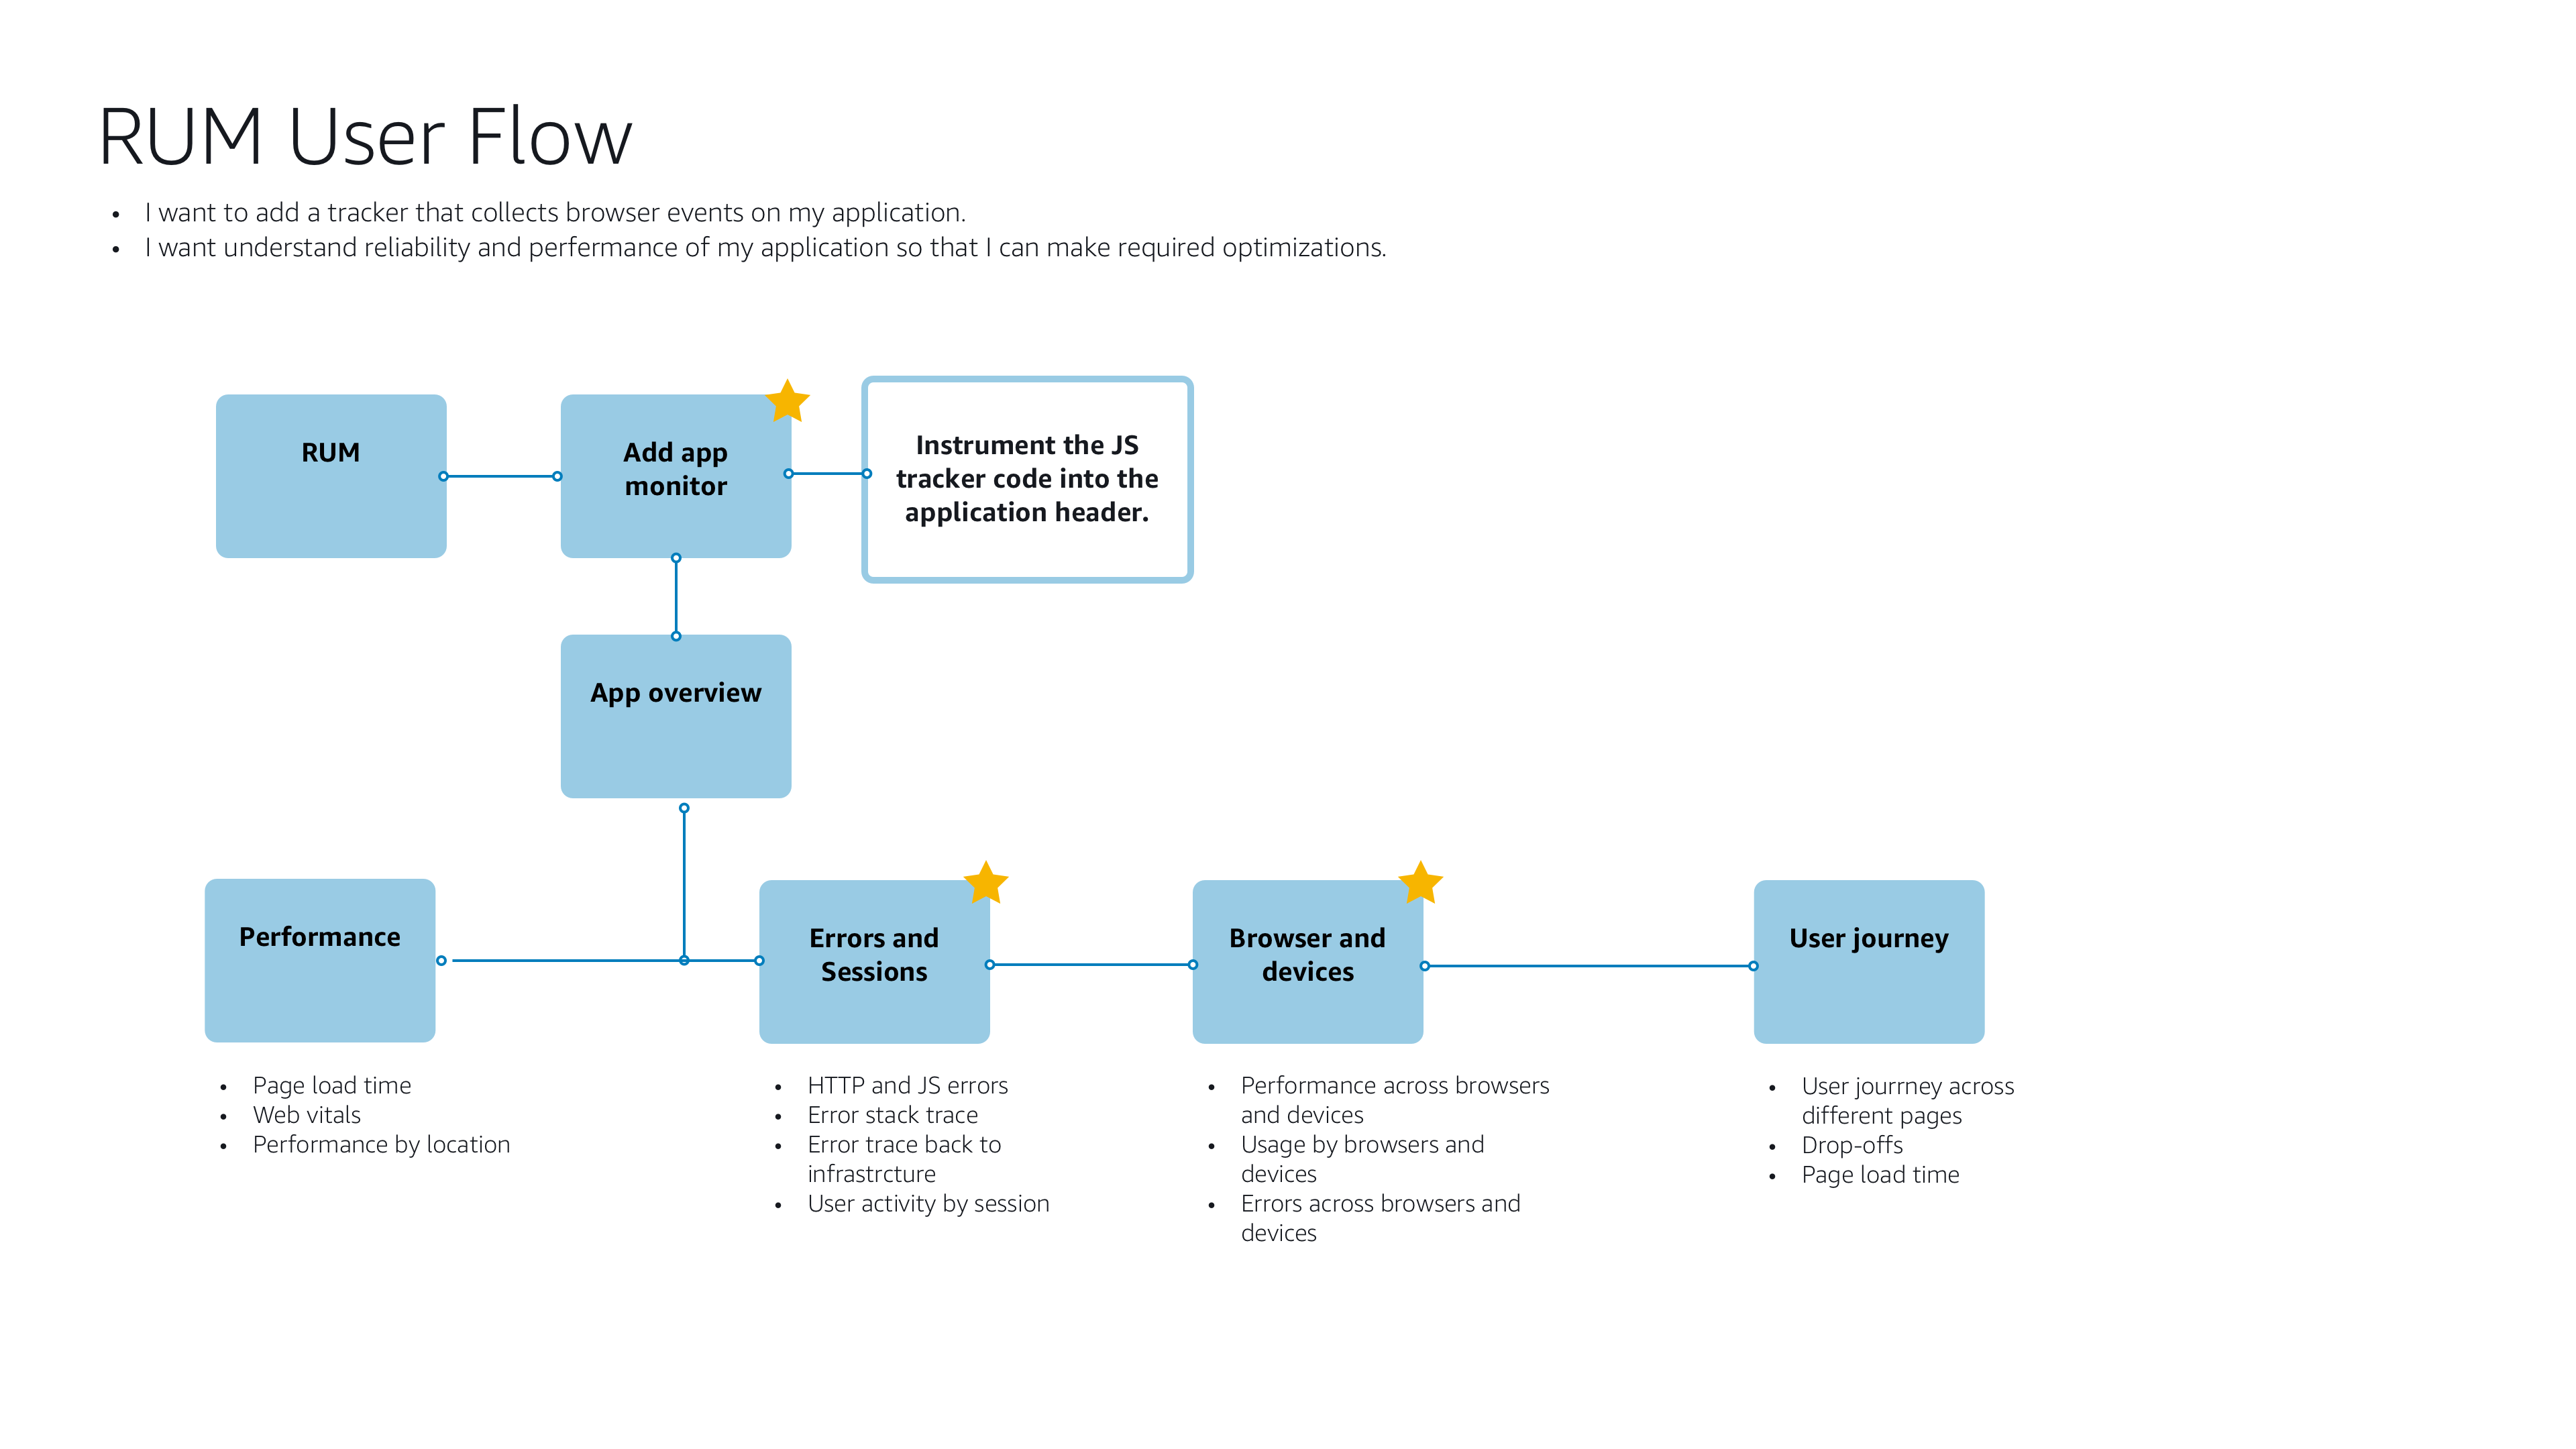 RUM User Flow
• I want to add a tracker that collects browser events on my application.
• I want understand reliability and perfermance of my application so that I can make required optimizations.
RUM
Add app
monitor
Instrument the JS
tracker code into the
application header.
App overview
Performance
• Page load time
• Web vitals
• Performance by location
Errors and
Sessions
• HTTP and JS errors
• Error stack trace
• Error trace back to
infrastrcture
• User activity by session
Browser and
devices
• Performance across browsers
and devices
• Usage by browsers and
devices
• Errors across browsers and
devices
User journey
• User jourrney across
different pages
• Drop-offs
• Page load time